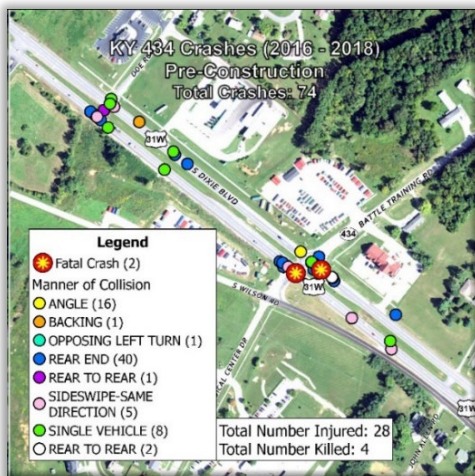 KY 434 Crashes (2016 - 2018)
Pre-Construction
Total Crashes: 74
DOE RD
31W
S DIXIE BLVD
BATTLE TRAINING RD
434
S WILSON RD
31W
31W
Legend
Fatal Crash (2)
Manner of Collision
ANGLE (16)
BACKING (1)
OPPOSING LEFT TURN (1)
REAR END (40)
REAR TO REAR (1)
SIDESWIPE-SAME
DIRECTION (5)
SINGLE VEHICLE (8)
REAR TO REAR (2)
Total Number Injured: 28
Total Number Killed: 4